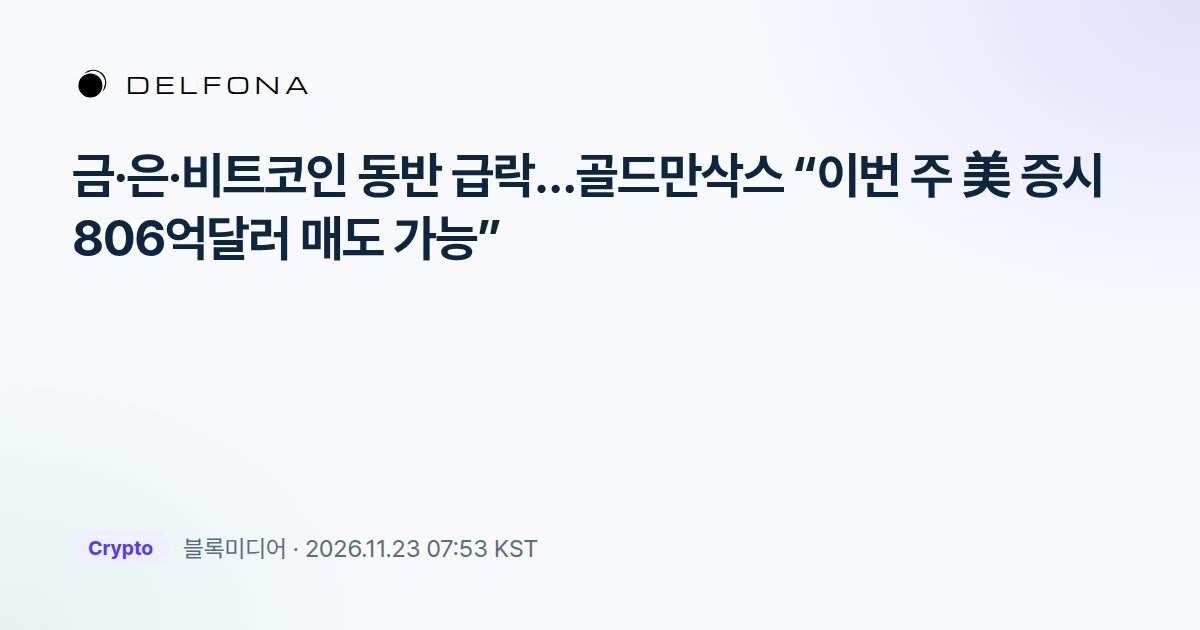 DELFONA
금·은·비트코인 동반 급락…골드만삭스 “이번 주 美 증시
806억달러 매도 가능”
Crypto 블록미디어 · 2026.11.23 07:53 KST